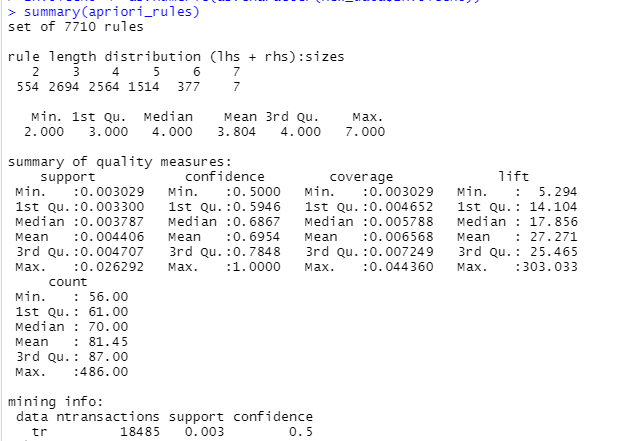 > summary(apriori_rules)
set of 7710 rules
rule length distribution (lhs + rhs):sizes
2 3 4 5 6 7
554 2694 2564 1514 377 7
Min. 1st Qu. Median Mean 3rd Qu. Max.
2.000 3.000 4.000 3.804 4.000 7.000
summary of quality measures:
support confidence coverage lift
Min. :0.003029 Min. :0.5000 Min. :0.003029 Min. : 5.294
1st Qu.:0.003300 1st Qu.:0.5946 1st Qu.:0.004652 1st Qu.: 14.104
Median :0.003787 Median :0.6867 Median :0.005788 Median : 17.856
Mean :0.004406 Mean :0.6954 Mean :0.006568 Mean : 27.271
3rd Qu.:0.004707 3rd Qu.:0.7848 3rd Qu.:0.007249 3rd Qu.: 25.465
Max. :0.026292 Max. :1.0000 Max. :0.044360 Max. :303.033
count
Min. : 56.00
1st Qu.: 61.00
Median : 70.00
Mean : 81.45
3rd Qu.: 87.00
Max. :486.00
mining info:
data ntransactions support confidence
tr 18485 0.003 0.5